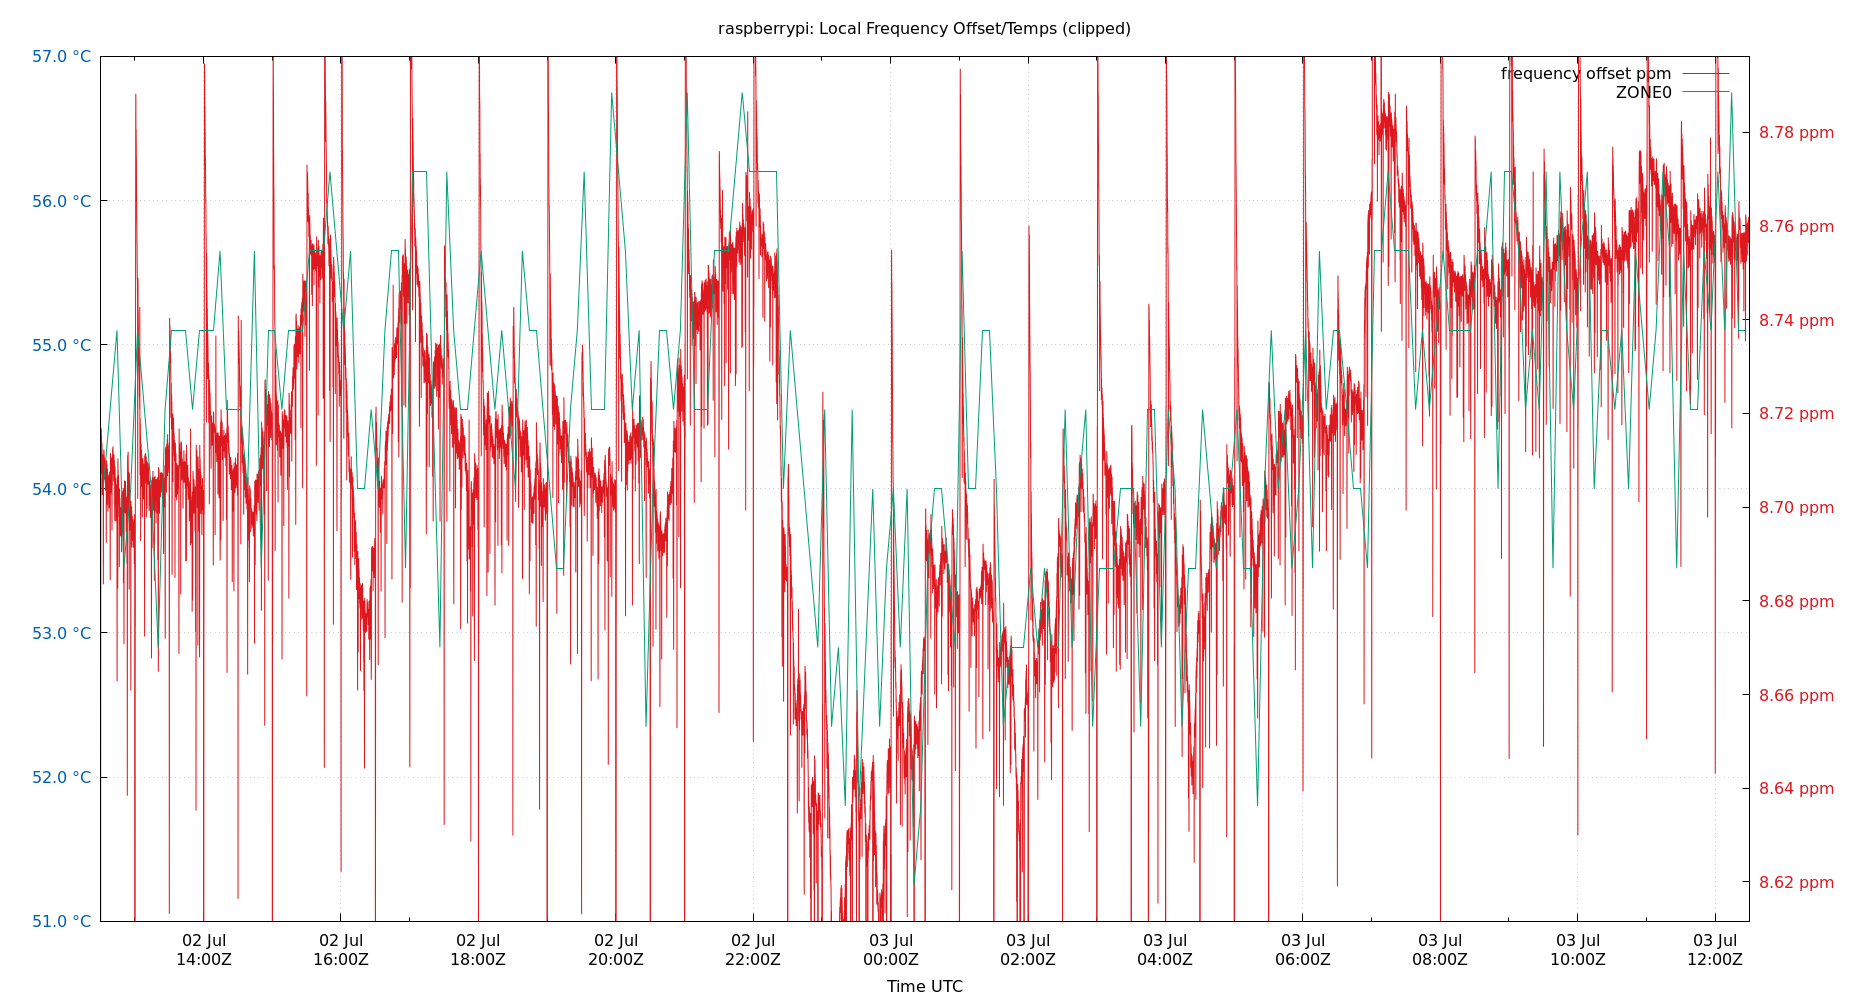 raspberrypi: Local Frequency Offset/Temps (clipped)
57.0 °C
56.0 °C
55.0 °C
54.0 °C
53.0 °C
52.0 °C
51.0 °C
frequency offset ppm
ZONE0
8.78 ppm
8.76 ppm
8.74 ppm
8.72 ppm
8.70 ppm
8.68 ppm
8.66 ppm
8.64 ppm
8.62 ppm
02 Jul 02 Jul 02 Jul 02 Jul 02 Jul 03 Jul 03 Jul 03 Jul 03 Jul 03 Jul 03 Jul 03 Jul
14:00Z 16:00Z 18:00Z 20:00Z 22:00Z 00:00Z 02:00Z 04:00Z 06:00Z 08:00Z 10:00Z 12:00Z
Time UTC